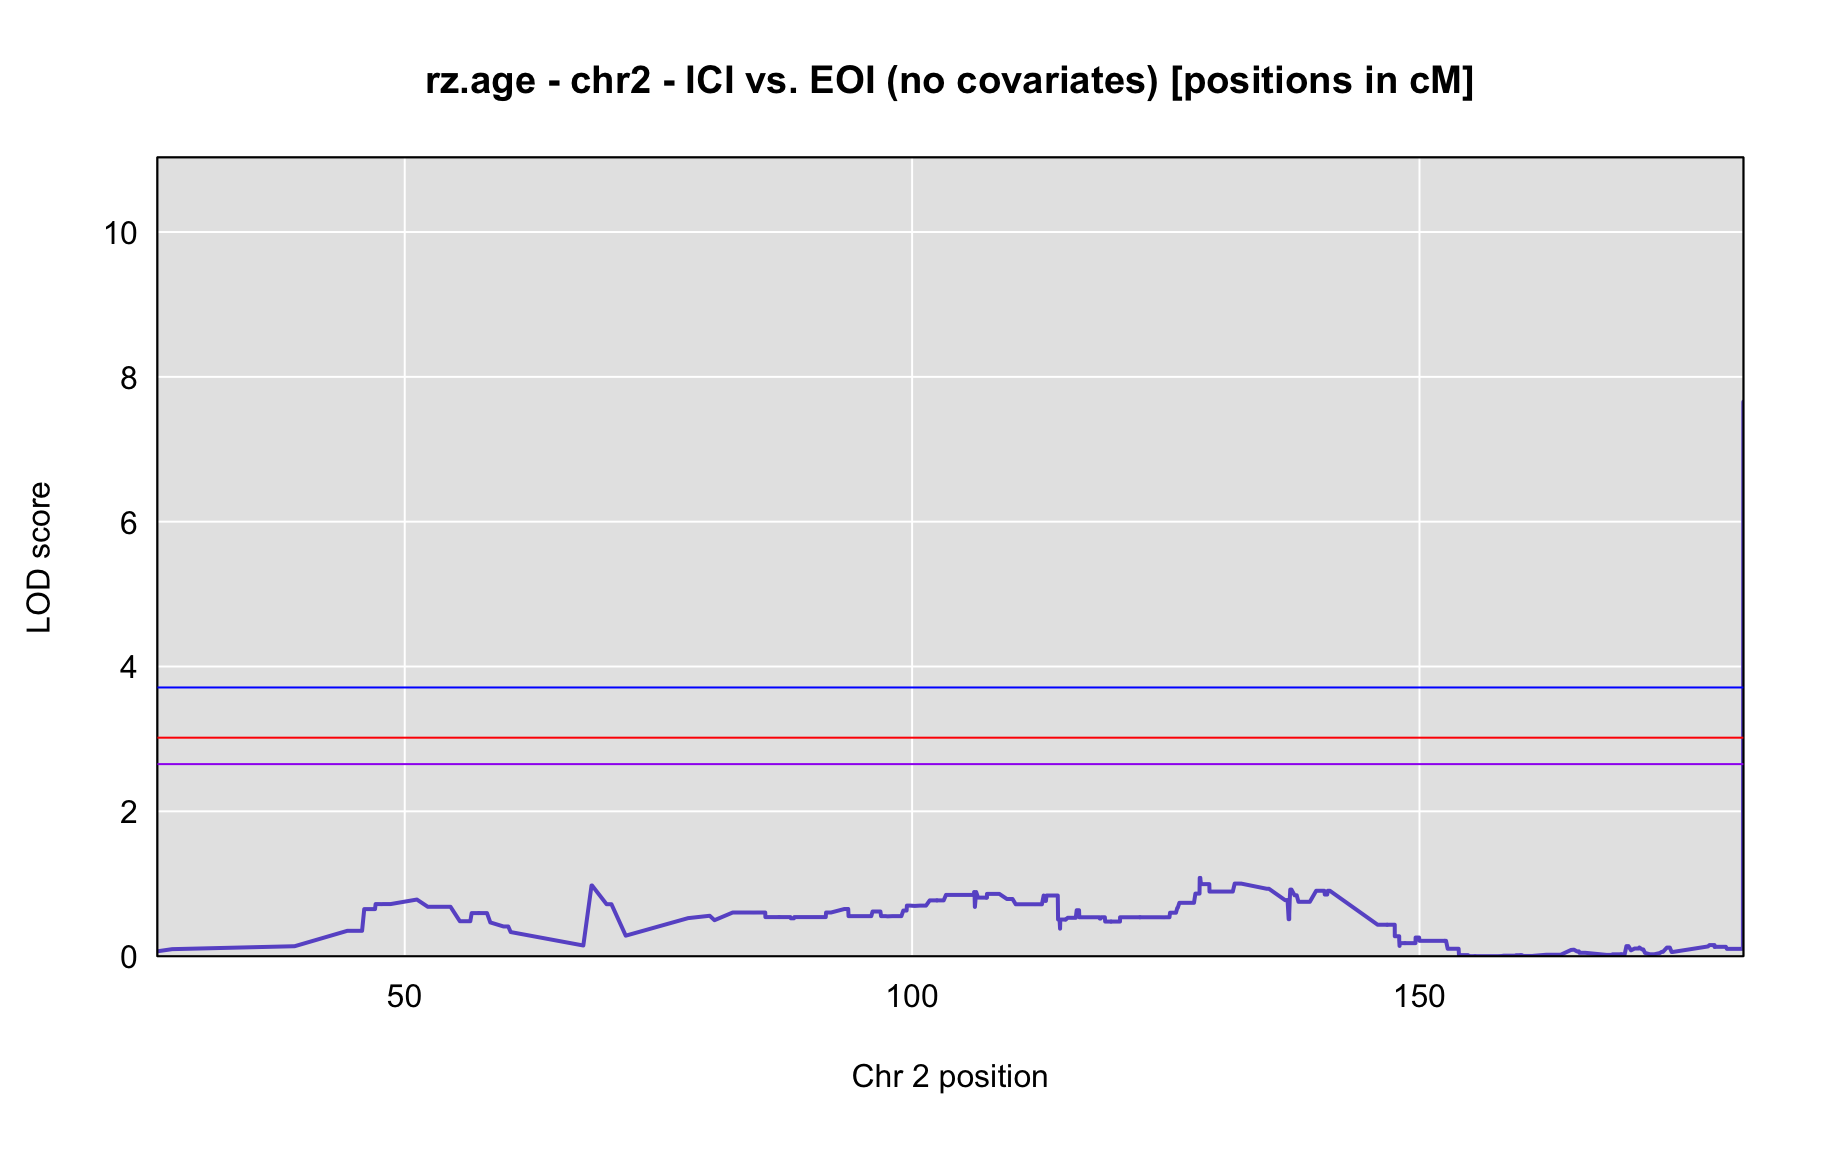 rz.age - chr2 - ICI vs. EOI (no covariates) [positions in cM]
10
8
6
4
2
0
LOD score
50 100 150
Chr 2 position